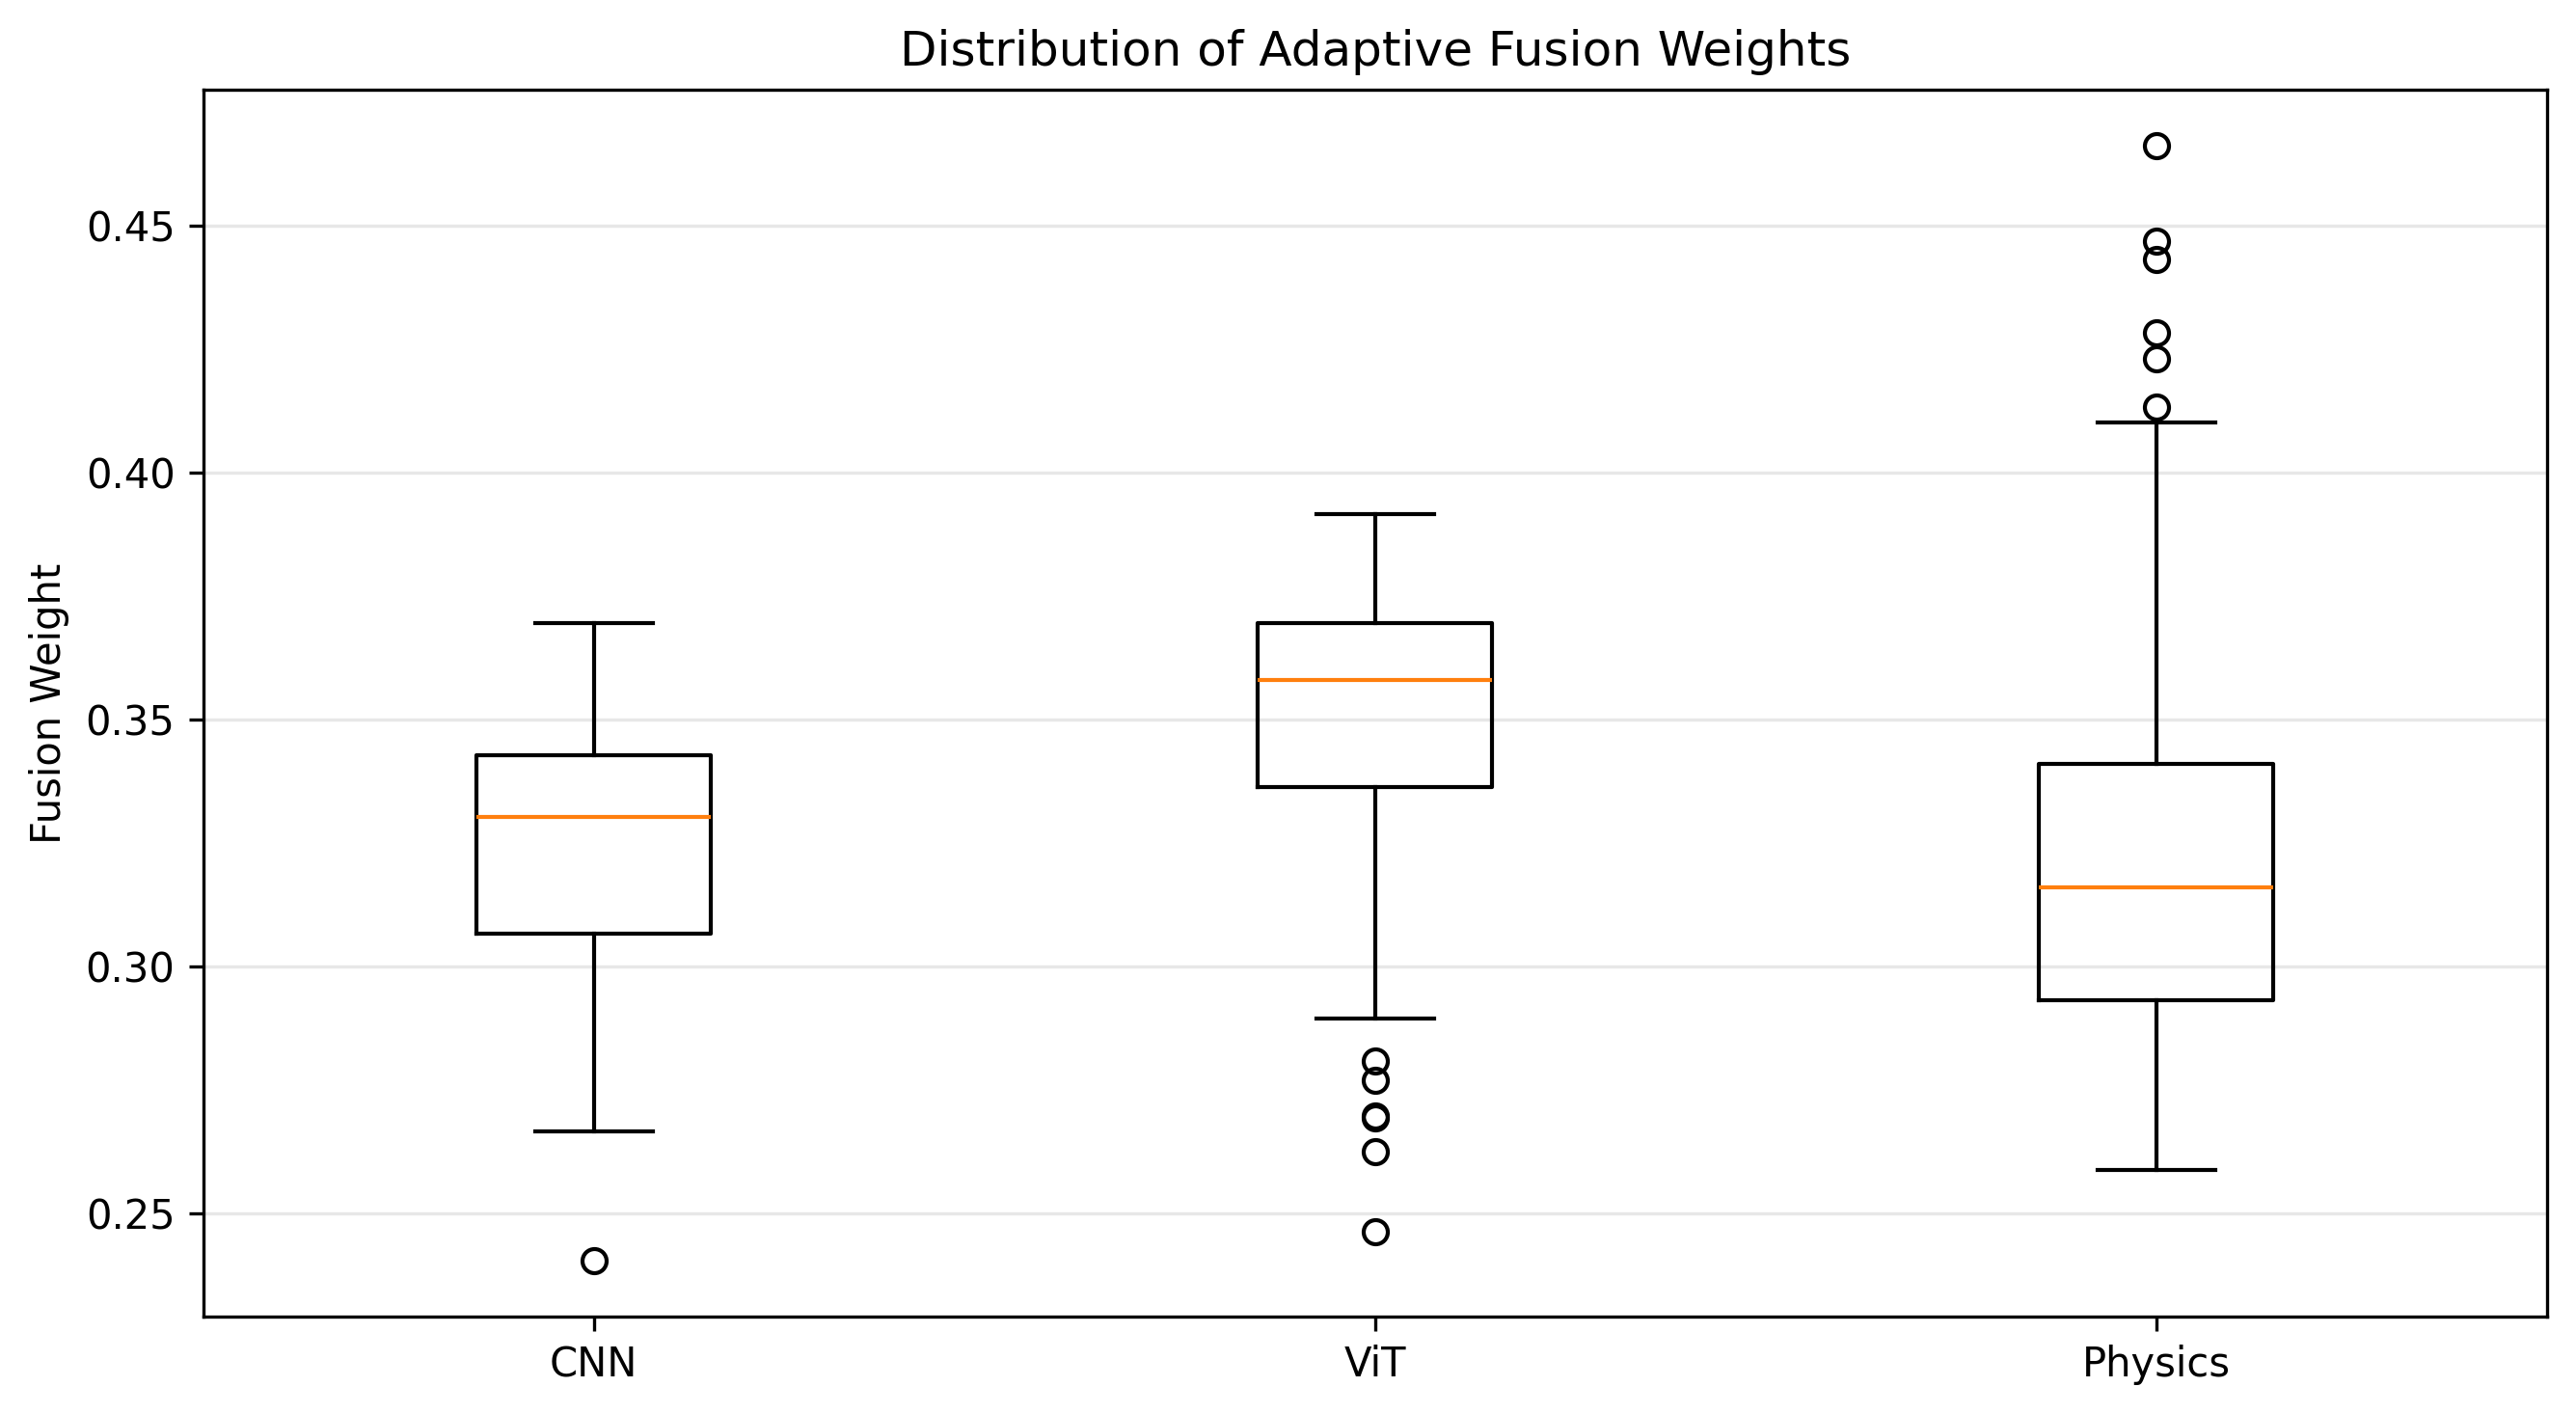 Distribution of Adaptive Fusion Weights
Fusion Weight
0.45
0.40
0.35
0.30
0.25
CNN
ViT
Physics